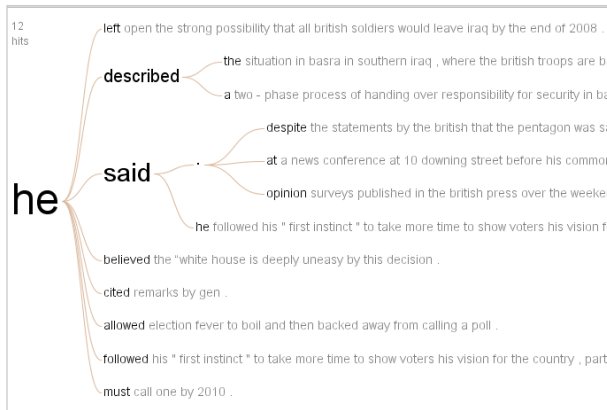 12
hits
left open the strong possibility that all british soldiers would leave iraq by the end of 2008 .
the situation in basra in southern iraq , where the british troops are b
described
a two - phase process of handing over responsibility for security in ba
despite the statements by the british that the pentagon was sa
said . at a news conference at 10 downing street before his common
opinion surveys published in the british press over the weeke
he
he followed his " first instinct " to take more time to show voters his vision f
believed the "white house is deeply uneasy by this decision .
cited remarks by gen .
allowed election fever to boil and then backed away from calling a poll .
followed his " first instinct " to take more time to show voters his vision for the country , part
must call one by 2010 .